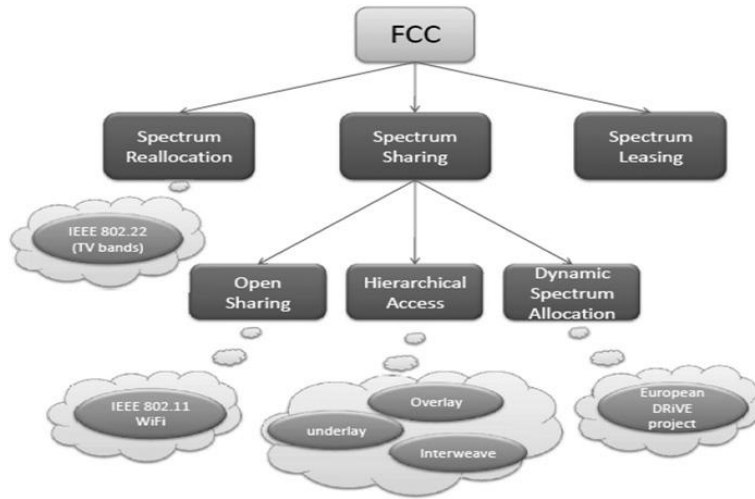 FCC
Spectrum
Reallocation
Spectrum
Sharing
Spectrum
Leasing
IEEE 802.22
(TV bands)
Open
Sharing
Hierarchical
Access
Dynamic
Spectrum
Allocation
IEEE 802.11
WiFi
Overlay
underlay
Interweave
European
DRiVE
project